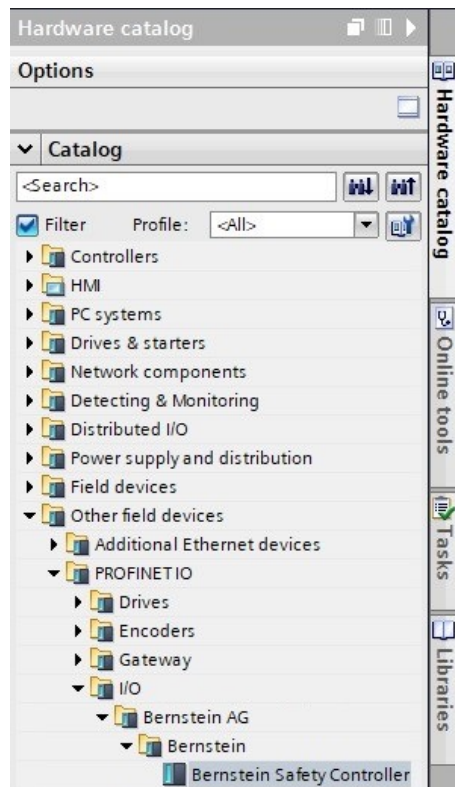 Hardware catalog
Options
Catalog
<Search>
Filter Profile: <All>
Controllers
HMI
PC systems
Drives & starters
Network components
Detecting & Monitoring
Distributed I/O
Power supply and distribution
Field devices
Other field devices
Additional Ethernet devices
PROFINET IO
Drives
Encoders
Gateway
I/O
Bernstein AG
Bernstein
Bernstein Safety Controller
Hardware catalog
Online tools
Tasks
Libraries